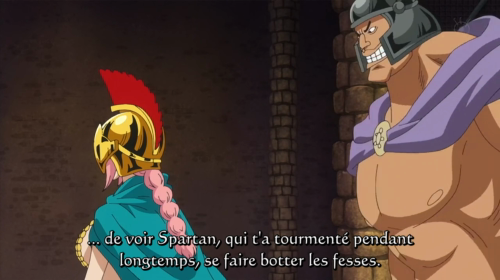 ... de voir Spartan, qui t'a tourmenté pendant
longtemps, se faire botter les fesses.